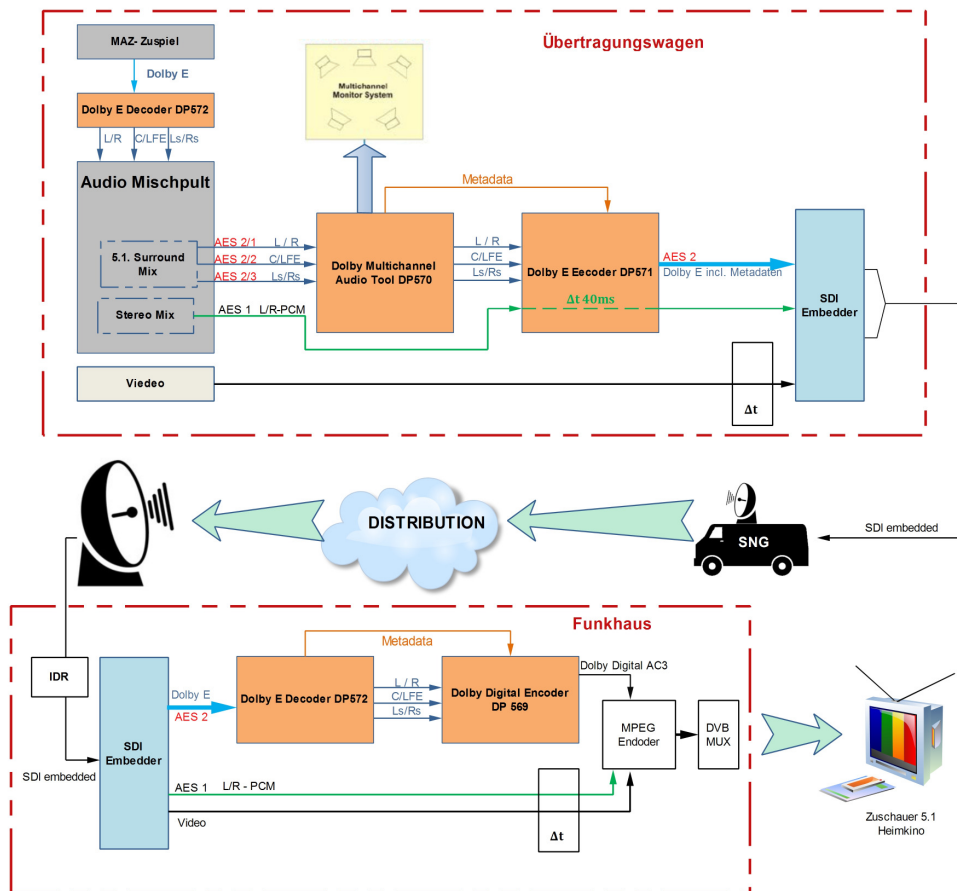 Übertragungswagen
MAZ- Zuspiel
Dolby E
Dolby E Decoder DP572
L/R
C/LFE
Ls/Rs
Multichannel
Monitor System
Audio Mischpult
Metadata
5.1. Surround
Mix
AES 2/1
L / R
AES 2/2
C/LFE
AES 2/3
Ls/Rs
Dolby Multichannel
Audio Tool DP570
L / R
C/LFE
Ls/Rs
Dolby E Eecoder DP571
AES 2
Dolby E incl. Metadaten
SDI
Embedder
Stereo Mix
AES 1 L/R-PCM
Δt 40ms
Viedeo
Δt
DISTRIBUTION
SNG
SDI embedded
Funkhaus
IDR
SDI embedded
SDI
Embedder
Dolby E
AES 2
Metadata
Dolby E Decoder DP572
L / R
C/LFE
Ls/Rs
Dolby Digital Encoder
DP 569
Dolby Digital AC3
MPEG
Endoder
DVB
MUX
AES 1
L/R - PCM
Video
Δt
Zuschauer 5.1
Heimkino